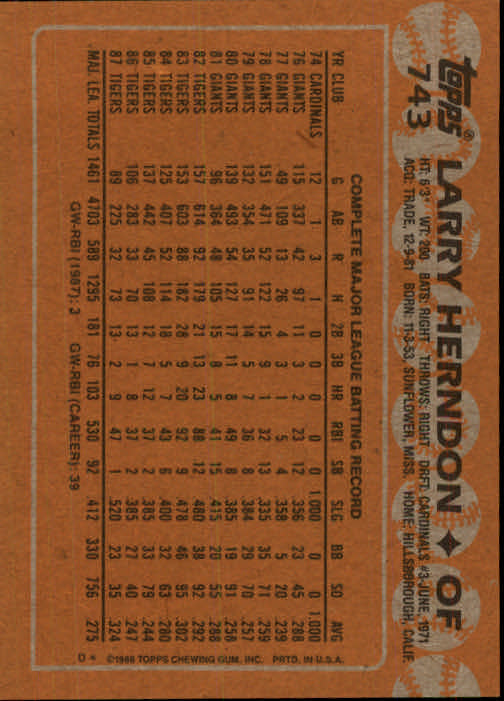 topps® LARRY HERNDON ✦ OF
743
HT: 6'3" WT: 200 BATS: RIGHT THROWS: RIGHT DRFT: CARDINALS #3-JUNE, 1971
ACQ: TRADE, 12-9-81 BORN: 11-3-53, SUNFLOWER, MISS. HOME: HILLSBOROUGH, CALIF.
COMPLETE MAJOR LEAGUE BATTING RECORD
YR CLUB G AB R H 2B 3B HR RBI SB SLG BB SO AVG
74 CARDINALS 12 1 3 1 0 0 0 0 0 1.000 0 0 1.000
76 GIANTS 115 337 42 97 11 3 2 23 12 .356 23 45 .288
77 GIANTS 49 109 13 26 4 3 1 5 4 .358 5 20 .239
78 GIANTS 151 471 52 122 15 9 1 32 13 .335 35 71 .259
79 GIANTS 132 354 35 91 14 5 7 36 8 .384 29 70 .257
80 GIANTS 139 493 54 127 17 11 8 49 8 .385 19 91 .258
81 GIANTS 96 364 48 105 15 8 5 41 15 .415 20 55 .288
82 TIGERS 157 614 92 179 21 13 23 88 12 .480 38 92 .292
83 TIGERS 153 603 88 182 28 9 20 92 9 .478 46 95 .302
84 TIGERS 125 407 52 114 18 5 7 43 6 .400 32 63 .280
85 TIGERS 137 442 45 108 12 7 12 37 2 .385 33 79 .244
86 TIGERS 106 283 33 70 13 1 8 37 2 .385 27 40 .247
87 TIGERS 89 225 32 73 13 2 9 47 1 .520 23 35 .324
MAJ. LEA. TOTALS 1461 4703 589 1295 181 76 103 530 92 .412 330 756 .275
GW-RBI (1987): 3 GW-RBI (CAREER): 39
D* ©1988 TOPPS CHEWING GUM, INC. PRTD. IN U.S.A.